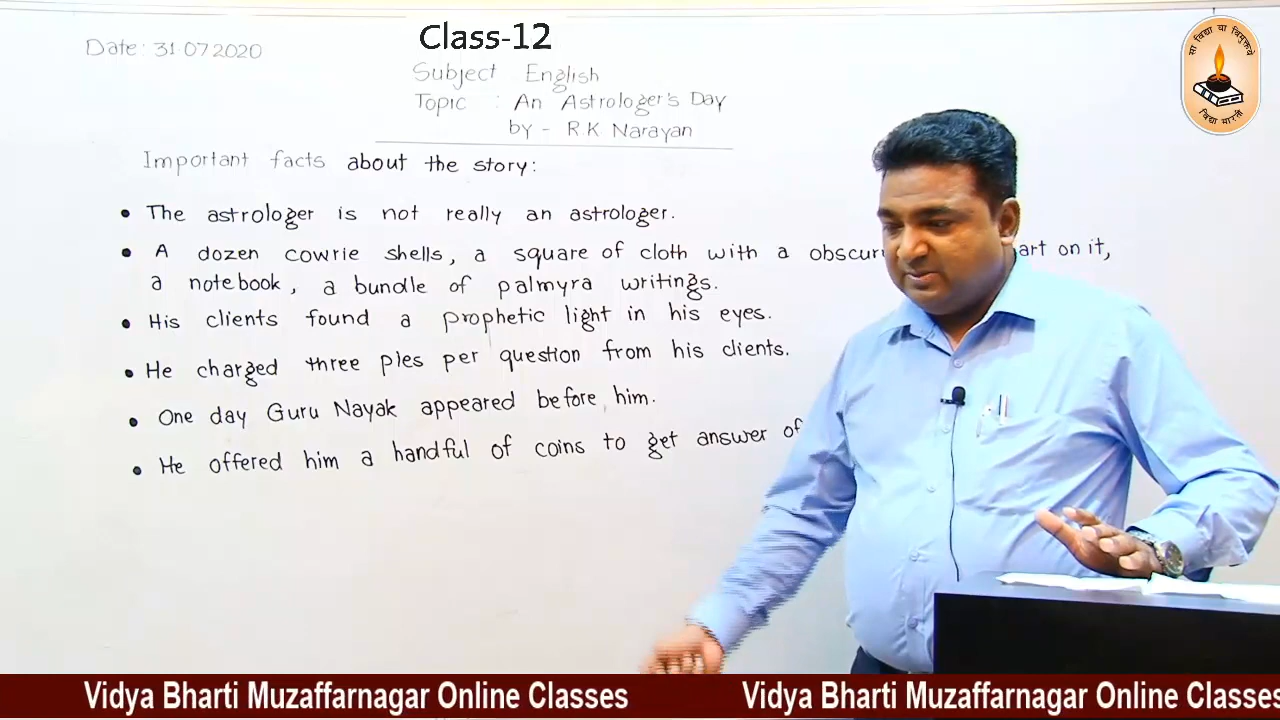 Class-12
Date: 31 07 2020
Subject English
Topic : An Astrologer's Day
by - R.K Narayan
Important facts about the story:
• The astrologer is not really an astrologer.
• A dozen cowrie shells, a square of cloth with a obscur art on it,
a notebook, a bundle of palmyra writings.
• His clients found a prophetic light in his eyes.
• He charged three pies per question from his clients.
• One day Guru Nayak appeared before him.
• He offered him a handful of coins to get answer of
सा विद्या या विमुक्तये
विद्या भारती
Vidya Bharti Muzaffarnagar Online Classes
Vidya Bharti Muzaffarnagar Online Classes